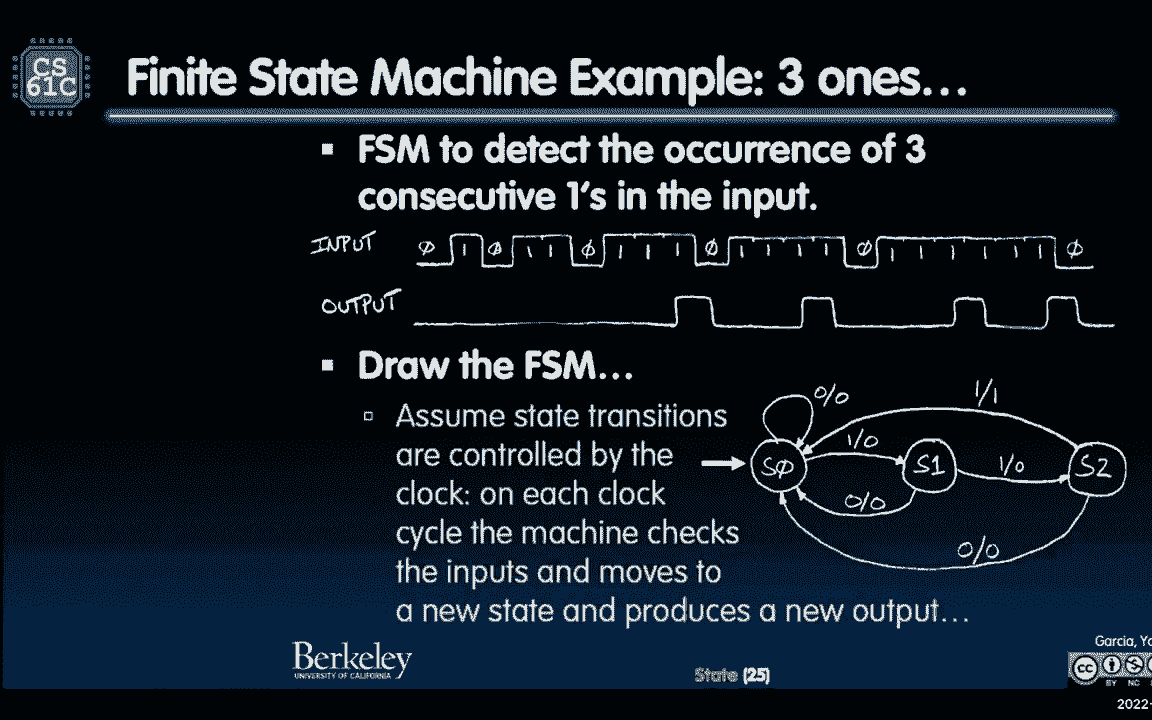 CS
61C
Finite State Machine Example: 3 ones…
▪ FSM to detect the occurrence of 3
consecutive 1's in the input.
INPUT ∅ 1 ∅ 1 1 ∅ 1 1 1 ∅ 1 1 1 1 ∅ 1 1 1 1 1 1 ∅
OUTPUT
▪ Draw the FSM…
▫ Assume state transitions
are controlled by the
clock: on each clock
cycle the machine checks
the inputs and moves to
a new state and produces a new output…
0/0
1/1
1/0
S∅
S1
1/0
S2
0/0
0/0
Berkeley
UNIVERSITY OF CALIFORNIA
State (25)
Garcia, Yo
cc
BY NC
2022-